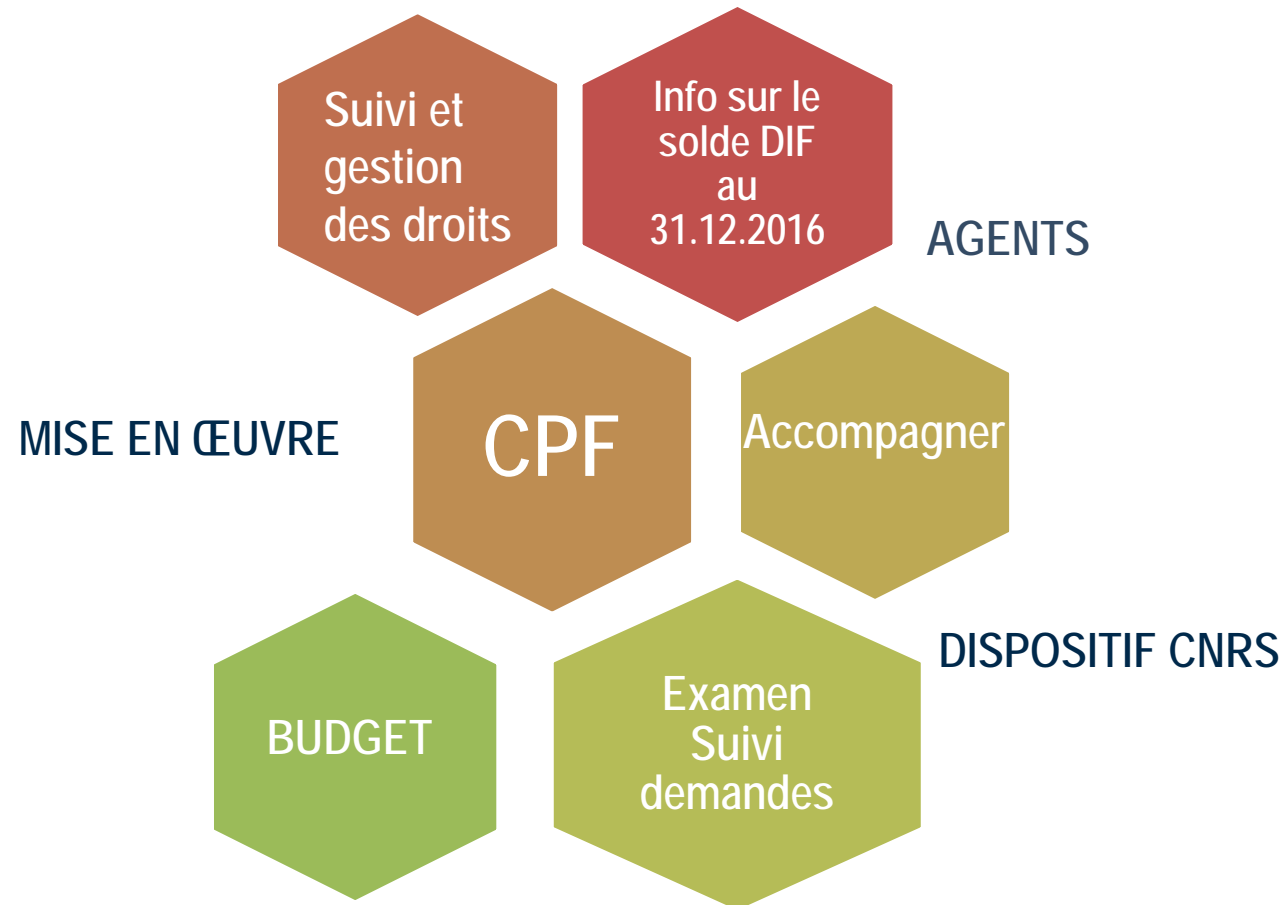 Suivi et
gestion
des droits
Info sur le
solde DIF
au
31.12.2016
AGENTS
MISE EN ŒUVRE
CPF
Accompagner
DISPOSITIF CNRS
BUDGET
Examen
Suivi
demandes